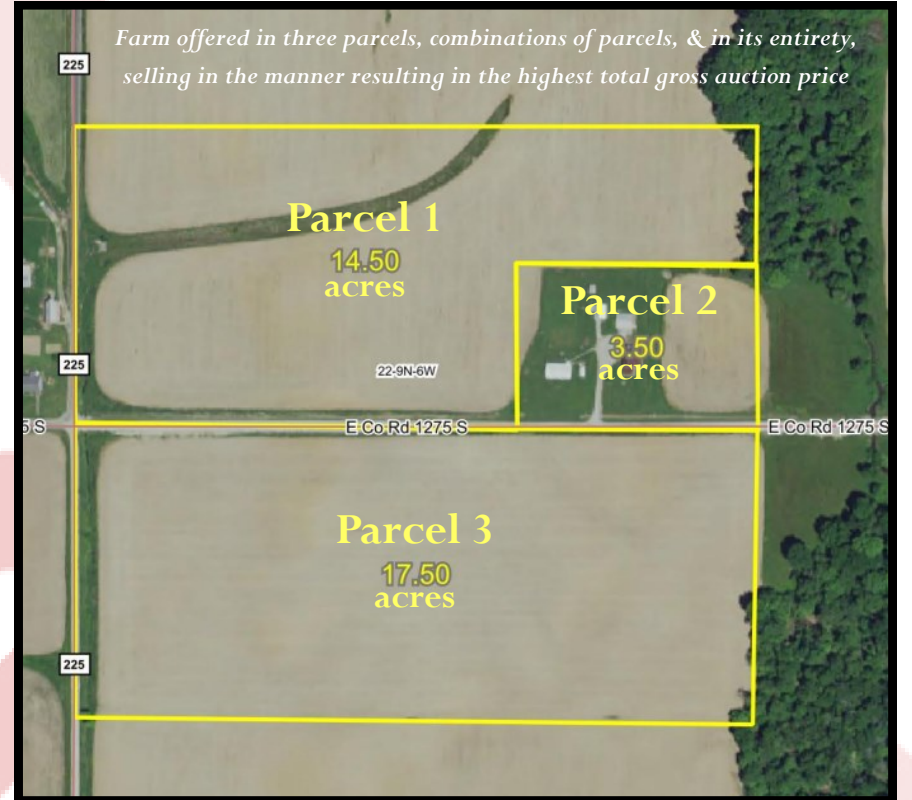 Farm offered in three parcels, combinations of parcels, & in its entirety,
selling in the manner resulting in the highest total gross auction price
225
Parcel 1
14.50
acres
Parcel 2
3.50
acres
225
22-9N-6W
5 S
E Co Rd 1275 S
E Co Rd 1275 S
Parcel 3
17.50
acres
225